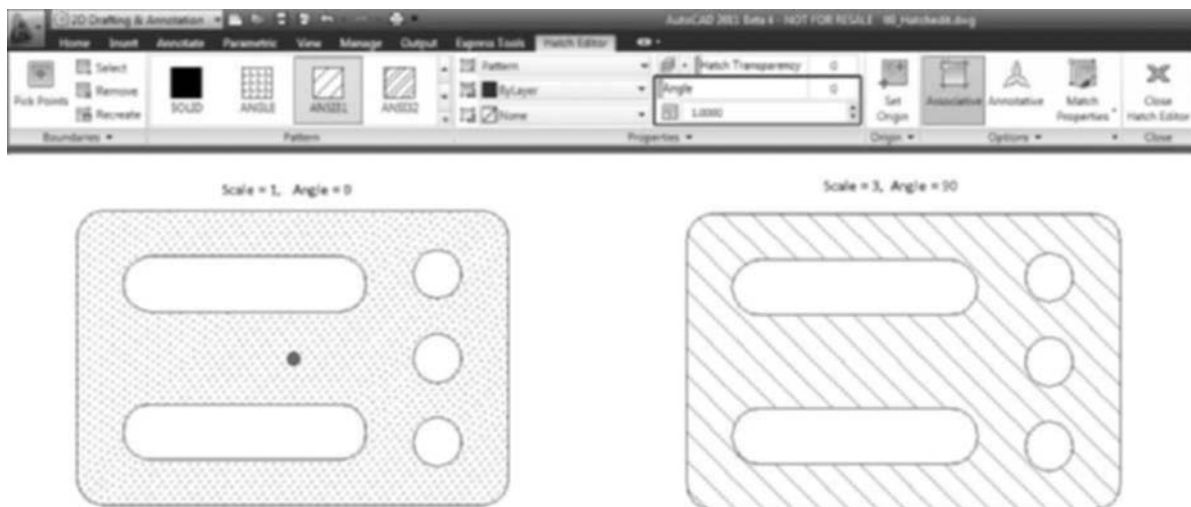 2D Drafting & Annotation
AutoCAD 2011 Beta 4 - NOT FOR RESALE
Home Insert Annotate Parametric View Manage Output Express Tools Hatch Editor
Pick Points
Select
Remove
Recreate
SOLID
ANGLE
ANSI31
ANSI32
Pattern
ByLayer
None
Hatch Transparency 0
Angle 0
1.0000
Set Origin
Associative
Annotative
Match Properties
Close Hatch Editor
Boundaries
Pattern
Properties
Origin
Options
Close
Scale = 1, Angle = 0
Scale = 3, Angle = 90